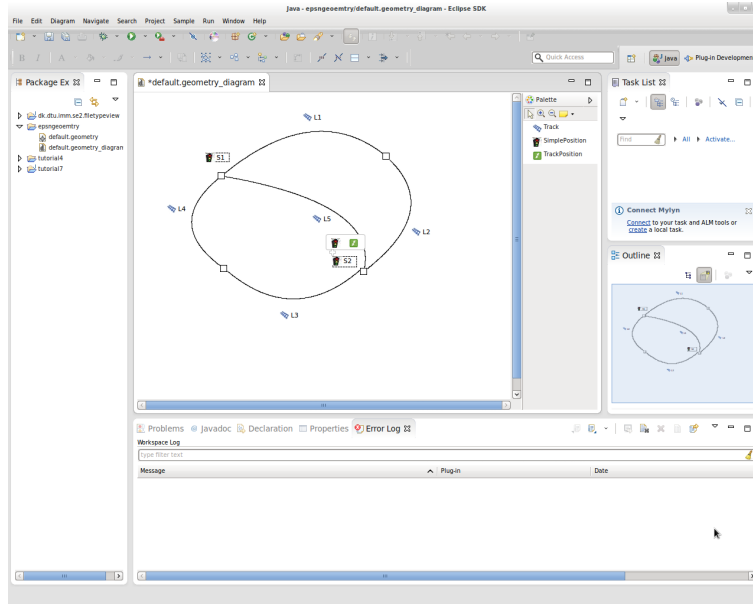 Java - epsngeoemtry/default.geometry_diagram - Eclipse SDK
File Edit Diagram Navigate Search Project Sample Run Window Help
Quick Access
Java
Plug-in Developmen
Package Ex
*default.geometry_diagram
Task List
dk.dtu.imm.se2.filetypeview
epsngeoemtry
default.geometry
default.geometry_diagran
tutorial4
tutorial7
L1
S1
L4
L5
L2
S2
L3
Palette
Track
SimplePosition
TrackPosition
Find
All
Activate...
Connect Mylyn
Connect to your task and ALM tools or
create a local task.
Outline
Problems
Javadoc
Declaration
Properties
Error Log
Workspace Log
type filter text
Message
Plug-in
Date